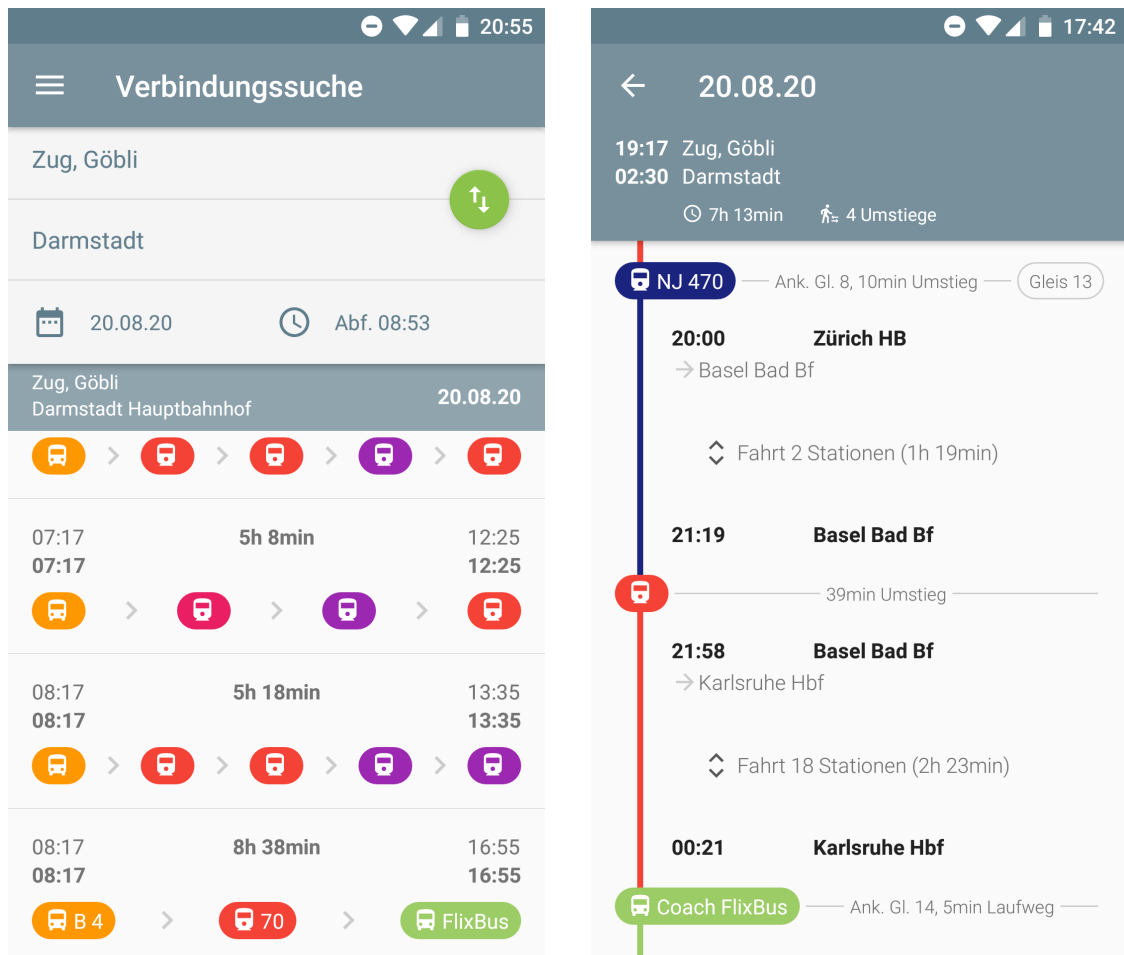 20:55
Verbindungssuche
Zug, Göbli
Darmstadt
20.08.20 Abf. 08:53
Zug, Göbli
Darmstadt Hauptbahnhof
20.08.20
07:17 5h 8min 12:25
07:17 12:25
08:17 5h 18min 13:35
08:17 13:35
08:17 8h 38min 16:55
08:17 16:55
B 4 70 FlixBus
17:42
20.08.20
19:17 Zug, Göbli
02:30 Darmstadt
7h 13min 4 Umstiege
NJ 470 Ank. Gl. 8, 10min Umstieg Gleis 13
20:00 Zürich HB
Basel Bad Bf
Fahrt 2 Stationen (1h 19min)
21:19 Basel Bad Bf
39min Umstieg
21:58 Basel Bad Bf
Karlsruhe Hbf
Fahrt 18 Stationen (2h 23min)
00:21 Karlsruhe Hbf
Coach FlixBus Ank. Gl. 14, 5min Laufweg